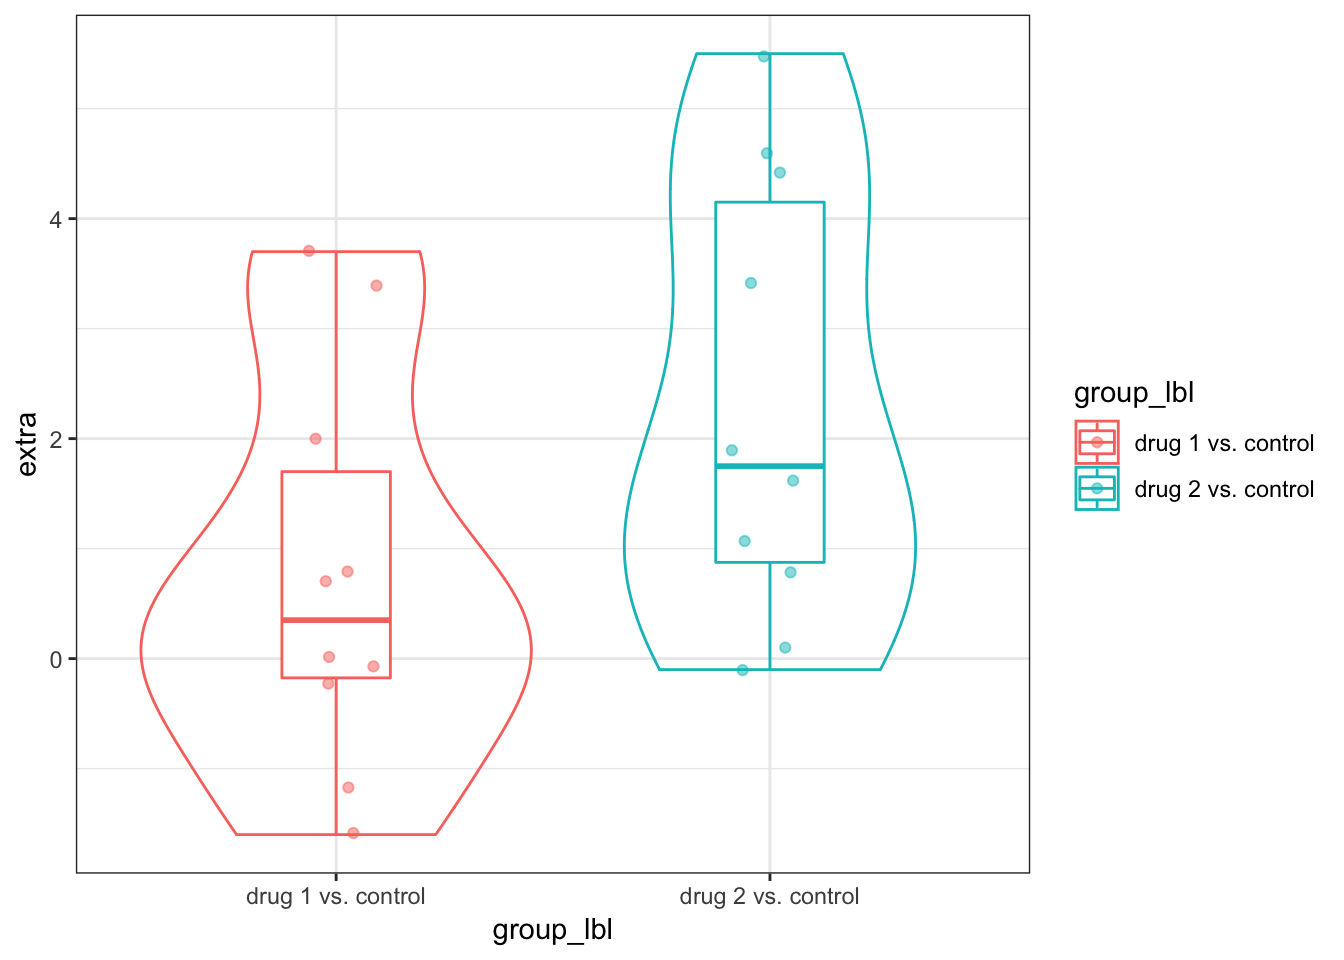 extra
4
2
0
drug 1 vs. control
drug 2 vs. control
group_lbl
group_lbl
drug 1 vs. control
drug 2 vs. control